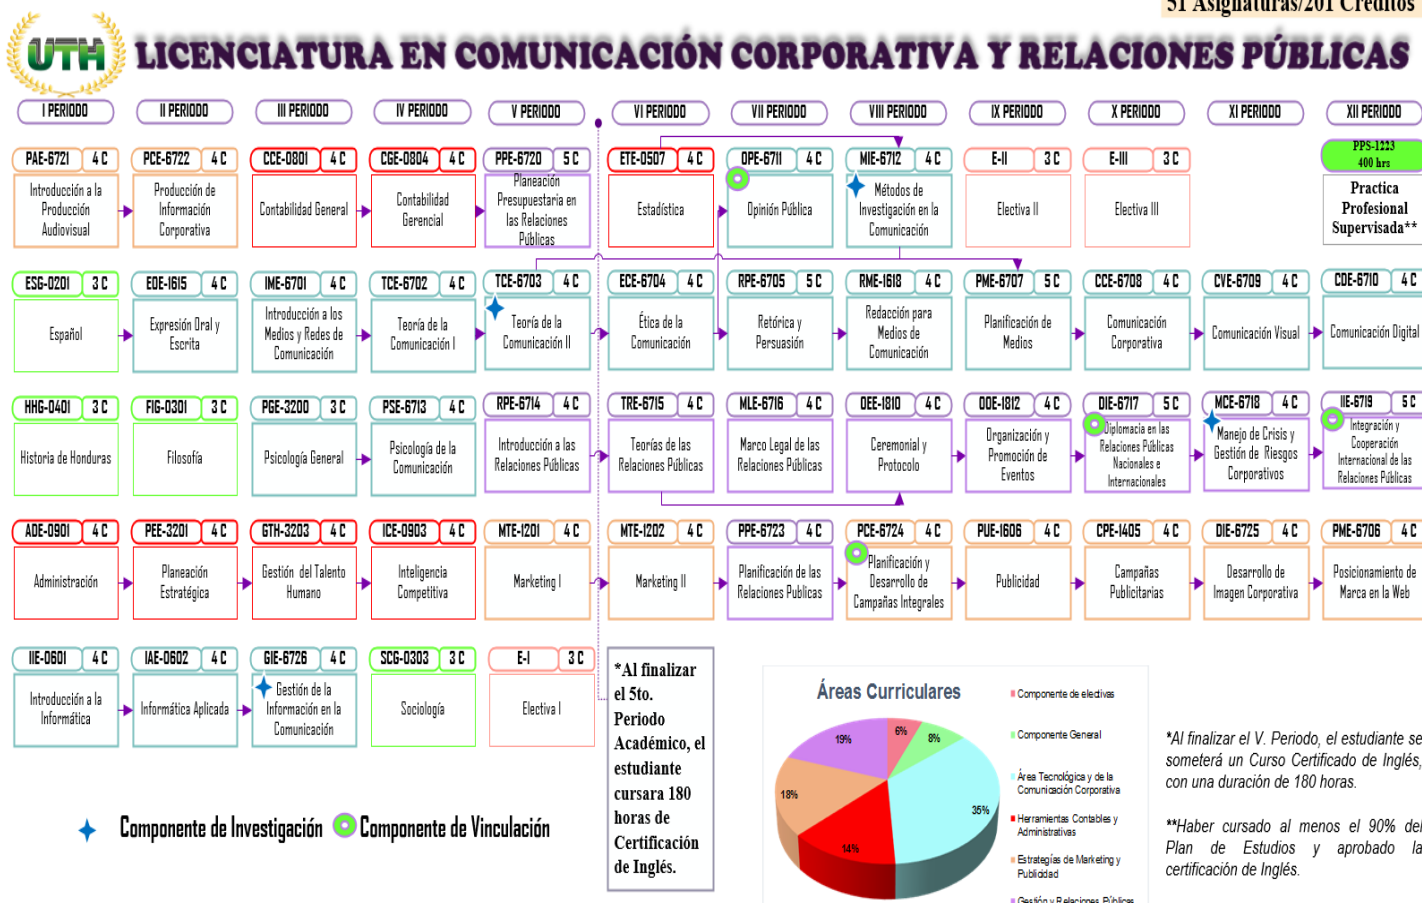 51 Asignaturas/201 Créditos
UTH
LICENCIATURA EN COMUNICACIÓN CORPORATIVA Y RELACIONES PÚBLICAS
I PERIODO
II PERIODO
III PERIODO
IV PERIODO
V PERIODO
VI PERIODO
VII PERIODO
VIII PERIODO
IX PERIODO
X PERIODO
XI PERIODO
XII PERIODO
PAE-6721 4 C
Introducción a la
Producción
Audiovisual
PCE-6722 4 C
Producción de
Información
Corporativa
CCE-0801 4 C
Contabilidad General
CGE-0804 4 C
Contabilidad
Gerencial
PPE-6720 5 C
Planeación
Presupuestaria en
las Relaciones
Públicas
ETE-0507 4 C
Estadística
OPE-6711 4 C
Opinión Pública
MIE-6712 4 C
Métodos de
Investigación en la
Comunicación
E-II 3 C
Electiva II
E-III 3 C
Electiva III
PPS-1223
400 hrs
Practica
Profesional
Supervisada**
ESG-0201 3 C
Español
EOE-1615 4 C
Expresión Oral y
Escrita
IME-6701 4 C
Introducción a los
Medios y Redes de
Comunicación
TCE-6702 4 C
Teoría de la
Comunicación I
TCE-6703 4 C
Teoría de la
Comunicación II
ECE-6704 4 C
Ética de la
Comunicación
RPE-6705 5 C
Retórica y
Persuasión
RME-1618 4 C
Redacción para
Medios de
Comunicación
PME-6707 5 C
Planificación de
Medios
CCE-6708 4 C
Comunicación
Corporativa
CVE-6709 4 C
Comunicación Visual
CDE-6710 4 C
Comunicación Digital
HHG-0401 3 C
Historia de Honduras
FIG-0301 3 C
Filosofía
PGE-3200 3 C
Psicología General
PSE-6713 4 C
Psicología de la
Comunicación
RPE-6714 4 C
Introducción a las
Relaciones Públicas
TRE-6715 4 C
Teorías de las
Relaciones Públicas
MLE-6716 4 C
Marco Legal de las
Relaciones Públicas
OEE-1810 4 C
Ceremonial y
Protocolo
OOE-1812 4 C
Organización y
Promoción de
Eventos
DIE-6717 5 C
Diplomacia en las
Relaciones Públicas
Nacionales e
Internacionales
MCE-6718 4 C
Manejo de Crisis y
Gestión de Riesgos
Corporativos
IIE-6719 5 C
Integración y
Cooperación
Internacional de las
Relaciones Públicas
ADE-0901 4 C
Administración
PEE-3201 4 C
Planeación
Estratégica
GTH-3203 4 C
Gestión del Talento
Humano
ICE-0903 4 C
Inteligencia
Competitiva
MTE-1201 4 C
Marketing I
MTE-1202 4 C
Marketing II
PPE-6723 4 C
Planificación de las
Relaciones Publicas
PCE-6724 4 C
Planificación y
Desarrollo de
Campañas Integrales
PUE-1606 4 C
Publicidad
CPE-1405 4 C
Campañas
Publicitarias
DIE-6725 4 C
Desarrollo de
Imagen Corporativa
PME-6706 4 C
Posicionamiento de
Marca en la Web
IIE-0601 4 C
Introducción a la
Informática
IAE-0602 4 C
Informática Aplicada
GIE-6726 4 C
Gestión de la
Información en la
Comunicación
SCG-0303 3 C
Sociología
E-I 3 C
Electiva I
*Al finalizar
el 5to.
Periodo
Académico, el
estudiante
cursara 180
horas de
Certificación
de Inglés.
Áreas Curriculares
6%
8%
35%
14%
18%
19%
Componente de electivas
Componente General
Área Tecnológica y de la
Comunicación Corporativa
Herramientas Contables y
Administrativas
Estrategías de Marketing y
Publicidad
Gestión y Relaciones Públicas
*Al finalizar el V. Periodo, el estudiante se
someterá un Curso Certificado de Inglés,
con una duración de 180 horas.
**Haber cursado al menos el 90% del
Plan de Estudios y aprobado la
certificación de Inglés.
Componente de Investigación
Componente de Vinculación